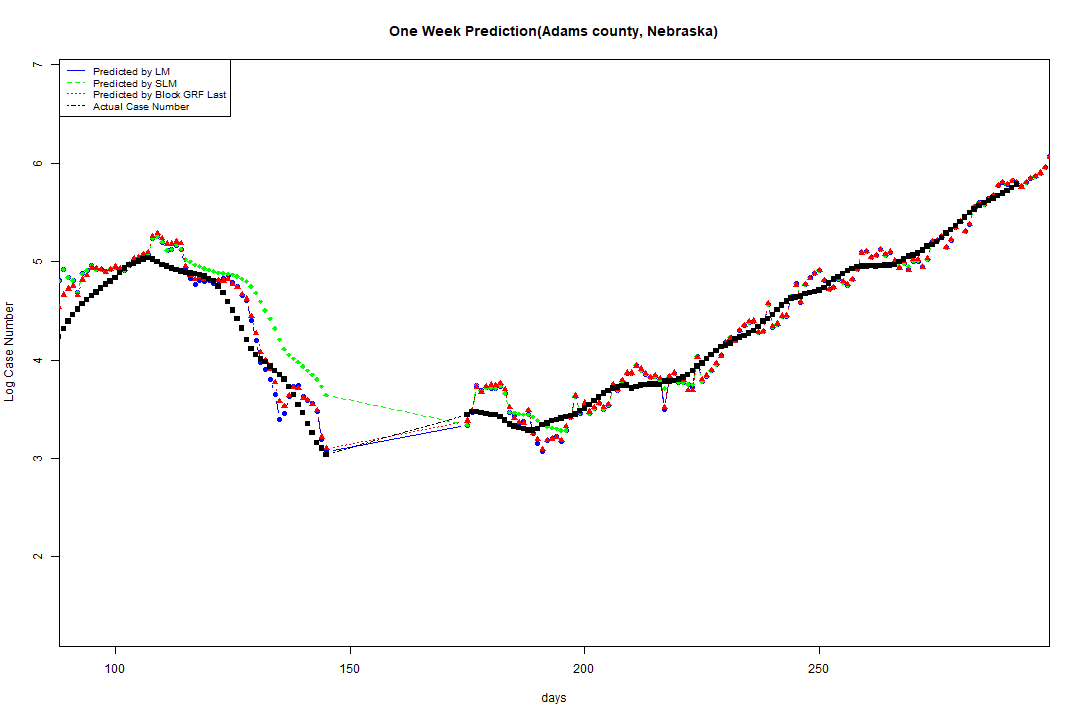 One Week Prediction(Adams county, Nebraska)
Predicted by LM
Predicted by SLM
Predicted by Block GRF Last
Actual Case Number
7
6
5
4
3
2
Log Case Number
100 150 200 250
days